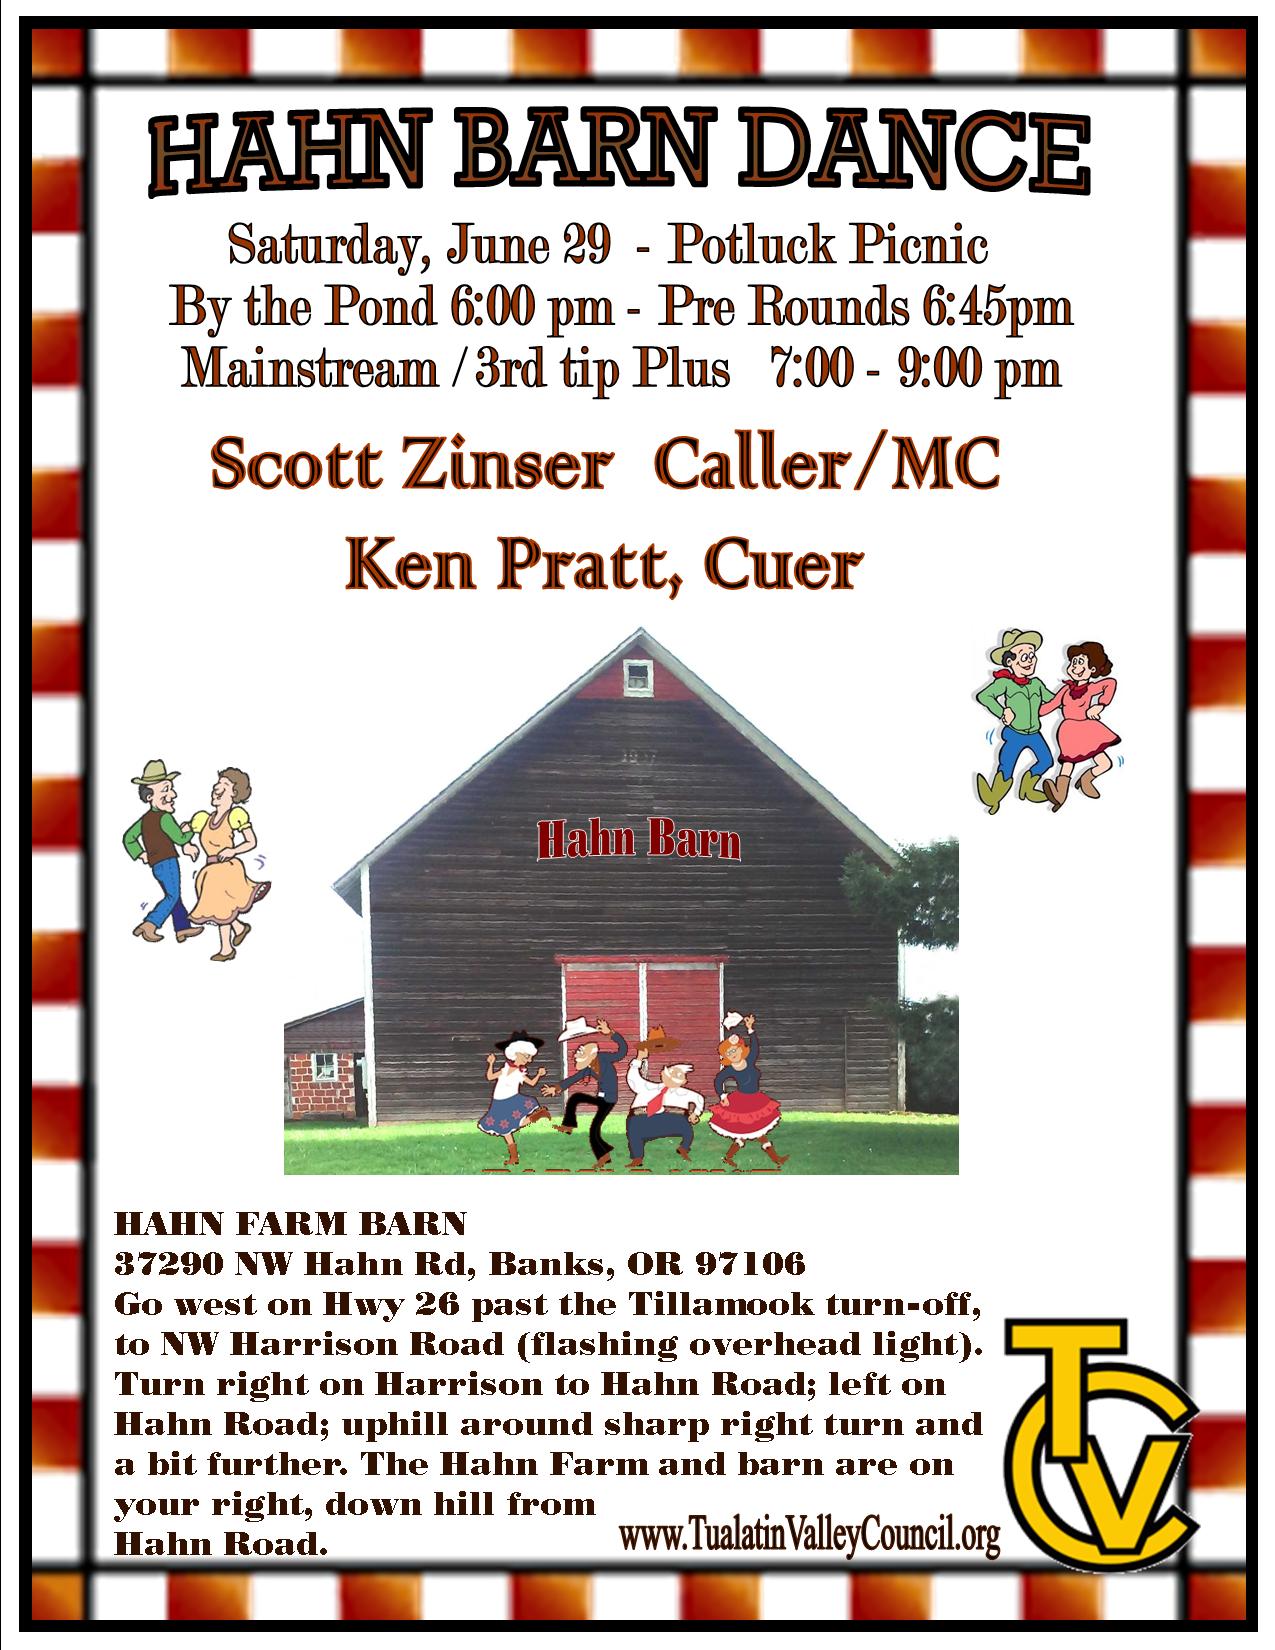 HAHN BARN DANCE
Saturday, June 29 - Potluck Picnic
By the Pond 6:00 pm - Pre Rounds 6:45pm
Mainstream / 3rd tip Plus 7:00 - 9:00 pm
Scott Zinser Caller/MC
Ken Pratt, Cuer
Hahn Barn
HAHN FARM BARN
37290 NW Hahn Rd, Banks, OR 97106
Go west on Hwy 26 past the Tillamook turn-off,
to NW Harrison Road (flashing overhead light).
Turn right on Harrison to Hahn Road; left on
Hahn Road; uphill around sharp right turn and
a bit further. The Hahn Farm and barn are on
your right, down hill from
Hahn Road.
www.TualatinValleyCouncil.org
TVC